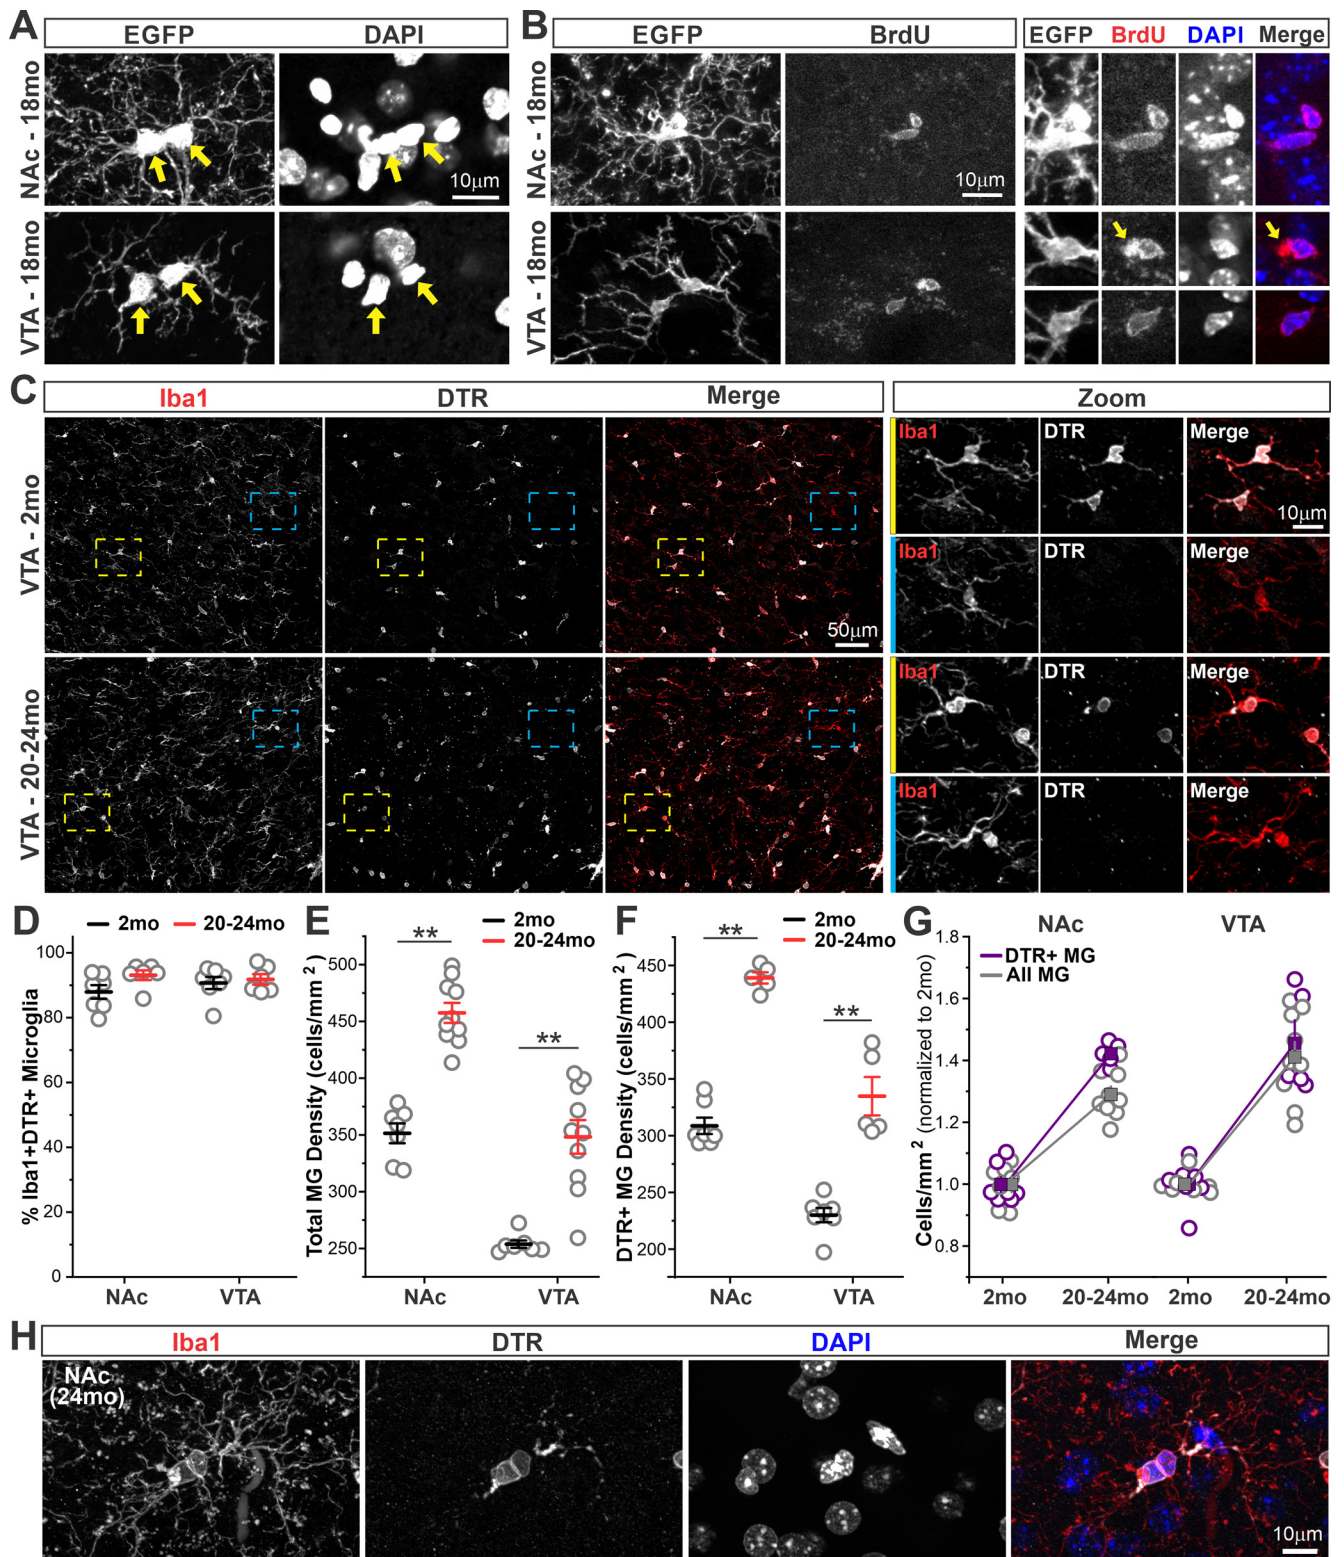 A
EGFP
DAPI
NAc - 18mo
10μm
VTA - 18mo
B
EGFP
BrdU
EGFP BrdU DAPI Merge
NAc - 18mo
10μm
VTA - 18mo
C
Iba1
DTR
Merge
Zoom
VTA - 2mo
50μm
VTA - 20-24mo
Iba1
DTR
Merge
10μm
Iba1
DTR
Merge
Iba1
DTR
Merge
Iba1
DTR
Merge
D
2mo 20-24mo
% Iba1+DTR+ Microglia
100
80
60
40
20
0
NAc VTA
E
2mo
20-24mo
Total MG Density (cells/mm 2 )
500
450
400
350
300
250
**
**
NAc VTA
F
2mo
20-24mo
DTR+ MG Density (cells/mm 2 )
450
400
350
300
250
200
**
**
NAc VTA
G
NAc VTA
DTR+ MG
All MG
Cells/mm 2 (normalized to 2mo)
1.8
1.6
1.4
1.2
1.0
0.8
2mo 20-24mo 2mo 20-24mo
H
Iba1
DTR
DAPI
Merge
NAc
(24mo)
10μm